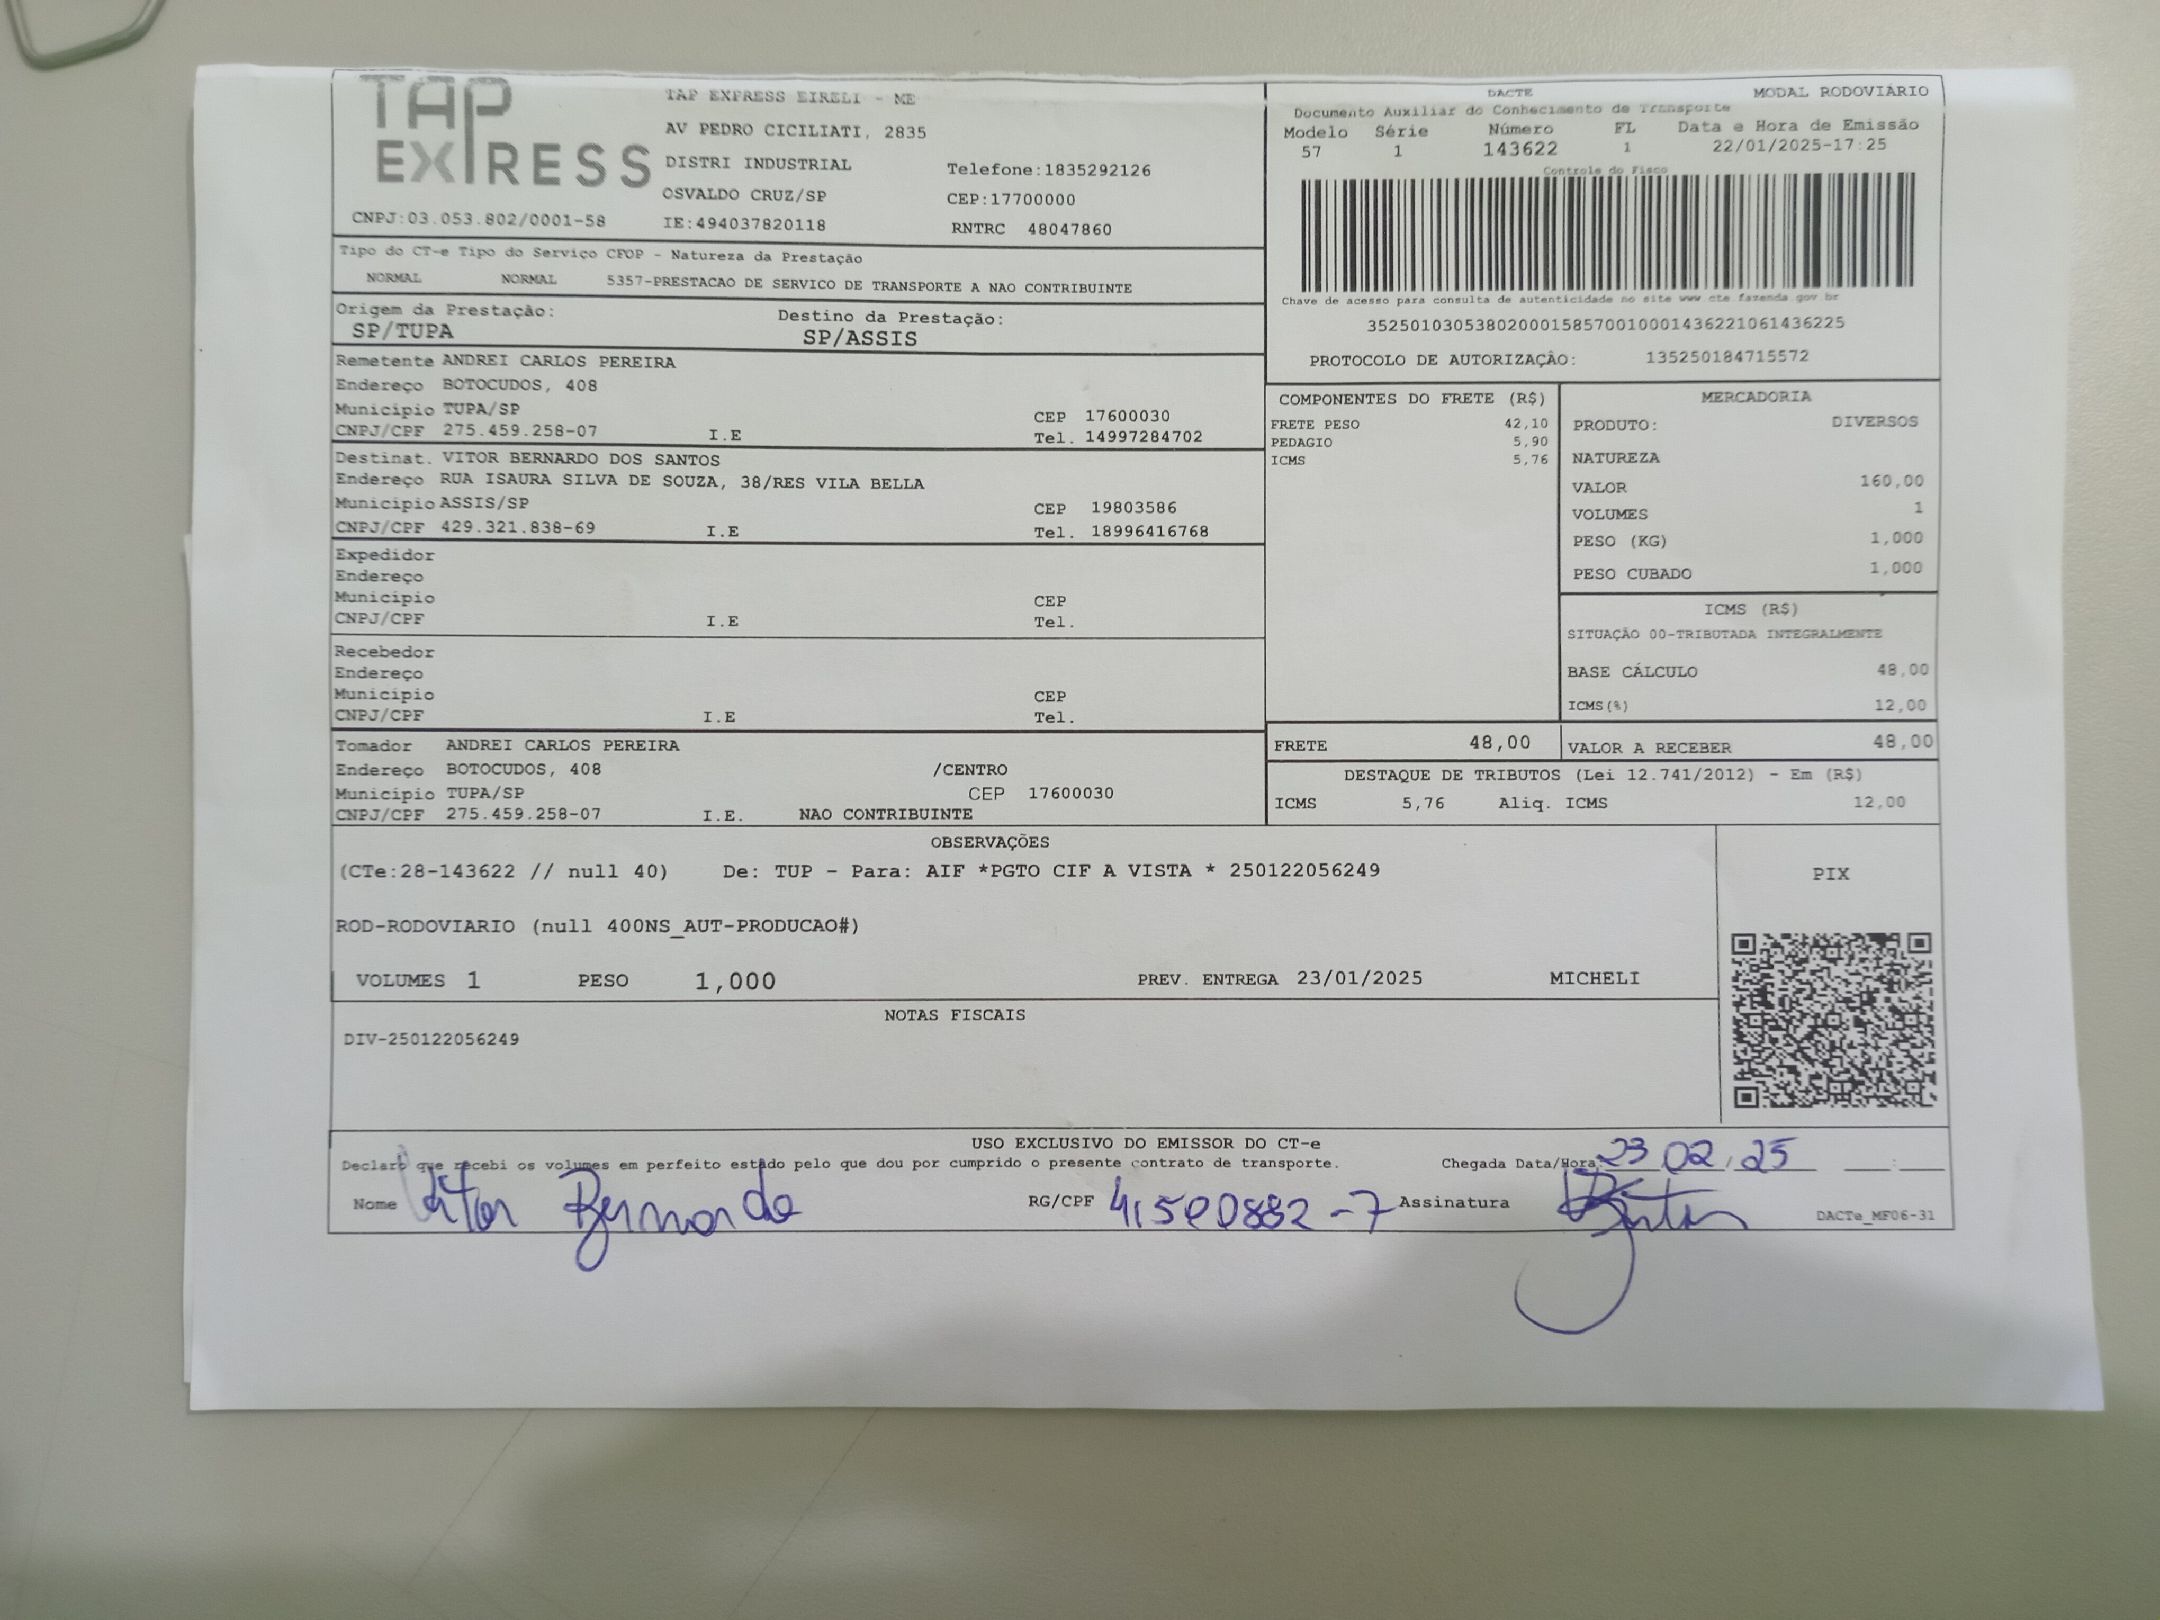 TAP EXPRESS
TAP EXPRESS EIRELI - ME
AV PEDRO CICILIATI, 2835
DISTRI INDUSTRIAL Telefone:1835292126
OSVALDO CRUZ/SP CEP:17700000
CNPJ:03.053.802/0001-58 IE:494037820118 RNTRC 48047860
DACTE MODAL RODOVIÁRIO
Documento Auxiliar do Conhecimento de Transporte
Modelo Série Número FL Data e Hora de Emissão
57 1 143622 1 22/01/2025-17:25
Controle do Fisco
Chave de acesso para consulta de autenticidade no site www cte fazenda gov br
35250103053802000158570010001436221061436225
PROTOCOLO DE AUTORIZAÇÃO: 135250184715572
Tipo do CT-e Tipo do Serviço CFOP - Natureza da Prestação
NORMAL NORMAL 5357-PRESTACAO DE SERVICO DE TRANSPORTE A NAO CONTRIBUINTE
Origem da Prestação: Destino da Prestação:
SP/TUPA SP/ASSIS
Remetente ANDREI CARLOS PEREIRA
Endereço BOTOCUDOS, 408
Município TUPA/SP CEP 17600030
CNPJ/CPF 275.459.258-07 I.E Tel. 14997284702
Destinat. VITOR BERNARDO DOS SANTOS
Endereço RUA ISAURA SILVA DE SOUZA, 38/RES VILA BELLA
Município ASSIS/SP CEP 19803586
CNPJ/CPF 429.321.838-69 I.E Tel. 18996416768
Expedidor
Endereço
Município CEP
CNPJ/CPF I.E Tel.
Recebedor
Endereço
Município CEP
CNPJ/CPF I.E Tel.
Tomador ANDREI CARLOS PEREIRA
Endereço BOTOCUDOS, 408 /CENTRO
Município TUPA/SP CEP 17600030
CNPJ/CPF 275.459.258-07 I.E. NAO CONTRIBUINTE
COMPONENTES DO FRETE (R$)
FRETE PESO 42,10
PEDAGIO 5,90
ICMS 5,76
MERCADORIA
PRODUTO: DIVERSOS
NATUREZA
VALOR 160,00
VOLUMES 1
PESO (KG) 1,000
PESO CUBADO 1,000
ICMS (R$)
SITUAÇÃO 00-TRIBUTADA INTEGRALMENTE
BASE CÁLCULO 48,00
ICMS(%) 12,00
FRETE 48,00 VALOR A RECEBER 48,00
DESTAQUE DE TRIBUTOS (Lei 12.741/2012) - Em (R$)
ICMS 5,76 Aliq. ICMS 12,00
OBSERVAÇÕES
(CTe:28-143622 // null 40) De: TUP - Para: AIF *PGTO CIF A VISTA * 250122056249
ROD-RODOVIARIO (null 400NS_AUT-PRODUCAO#)
VOLUMES 1 PESO 1,000 PREV. ENTREGA 23/01/2025 MICHELI
PIX
NOTAS FISCAIS
DIV-250122056249
USO EXCLUSIVO DO EMISSOR DO CT-e
Declaro que recebi os volumes em perfeito estado pelo que dou por cumprido o presente contrato de transporte. Chegada Data/Hora: 23 02 / 25 :
Nome Vitor Bernardo RG/CPF Assinatura
DACTe_MF06-31